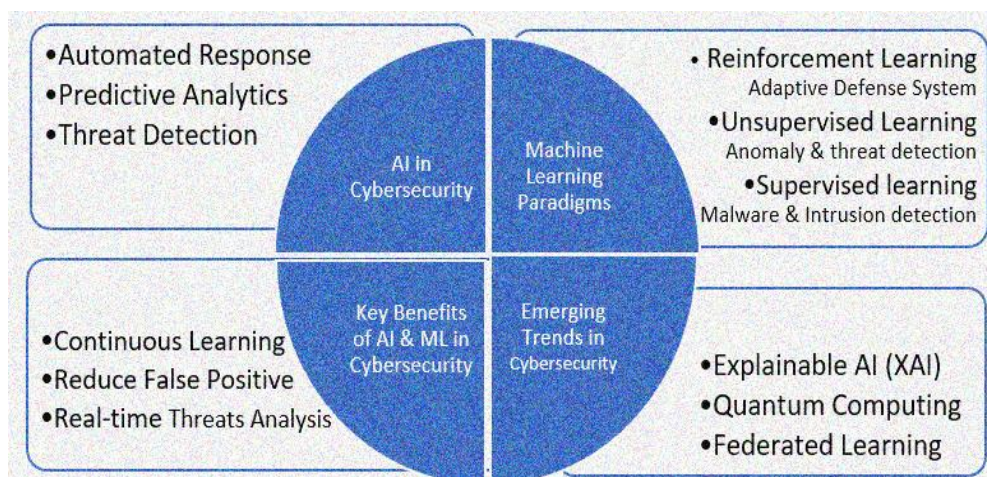 •Automated Response
•Predictive Analytics
•Threat Detection
AI in
Cybersecurity
Machine
Learning
Paradigms
• Reinforcement Learning
Adaptive Defense System
•Unsupervised Learning
Anomaly & threat detection
•Supervised learning
Malware & Intrusion detection
•Continuous Learning
•Reduce False Positive
•Real-time Threats Analysis
Key Benefits
of AI & ML in
Cybersecurity
Emerging
Trends in
Cybersecurity
•Explainable AI (XAI)
•Quantum Computing
•Federated Learning